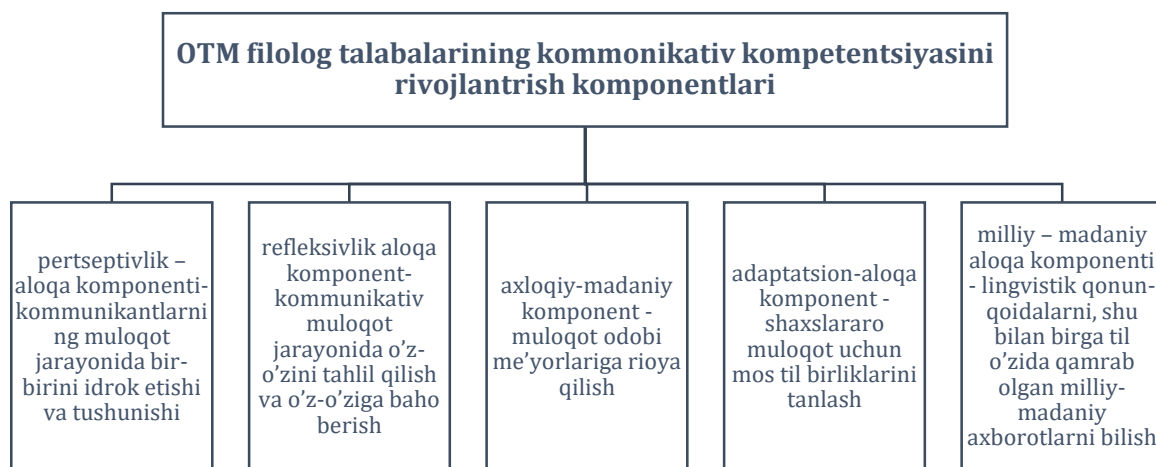 OTM filolog talabalarining kommonikativ kompetentsiyasini
rivojlantrish komponentlari
pertseptivlik –
aloqa komponenti-
kommunikantlarni
ng muloqot
jarayonida bir-
birini idrok etishi
va tushunishi
refleksivlik aloqa
komponent-
kommunikativ
muloqot
jarayonida o’z-
o’zini tahlil qilish
va o’z-o’ziga baho
berish
axloqiy-madaniy
komponent -
muloqot odobi
me’yorlariga rioya
qilish
adaptatsion-aloqa
komponent -
shaxslararo
muloqot uchun
mos til birliklarini
tanlash
milliy – madaniy
aloqa komponenti
- lingvistik qonun-
qoidalarni, shu
bilan birga til
o’zida qamrab
olgan milliy-
madaniy
axborotlarni bilish